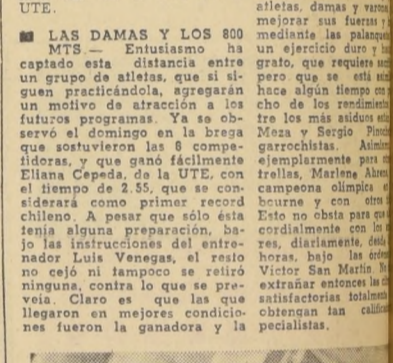 UTE.
LAS DAMAS Y LOS 800
MTS.— Entusiasmo ha
captado esta distancia entre
un grupo de atletas, que si si-
guen practicándola, agregarán
un motivo de atracción a los
futuros programas. Ya se ob-
servó el domingo en la brega
que sostuvieron las 6 compe-
tidoras, y que ganó fácilmente
Eliana Cepeda, de la UTE, con
el tiempo de 2.55, que se con-
siderará como primer record
chileno. A pesar que sólo ésta
tenía alguna preparación, ba-
jo las instrucciones del entre-
nador Luis Venegas, el resto
no cejó ni tampoco se retiró
ninguna, contra lo que se pre-
veía. Claro es que las que
llegaron en mejores condicio-
nes fueron la ganadora y la
atletas, damas y
mejorar sus fuerzas y
mediante las
un ejercicio duro y
grato, que requiere
pero que se está
hace algún tiempo con
cho de los rendimientos
tre los más asiduos
Meza y Sergio
garrochistas.
ejemplarmente para
trellas, Marlene
campeona olímpica
bourne y con otros
Esto no obsta para que
cordialmente con los
res, diariamente, desde
horas, bajo las
Víctor San Martín.
extrañar entonces las
satisfactorias
obtengan tan
pecialistas.